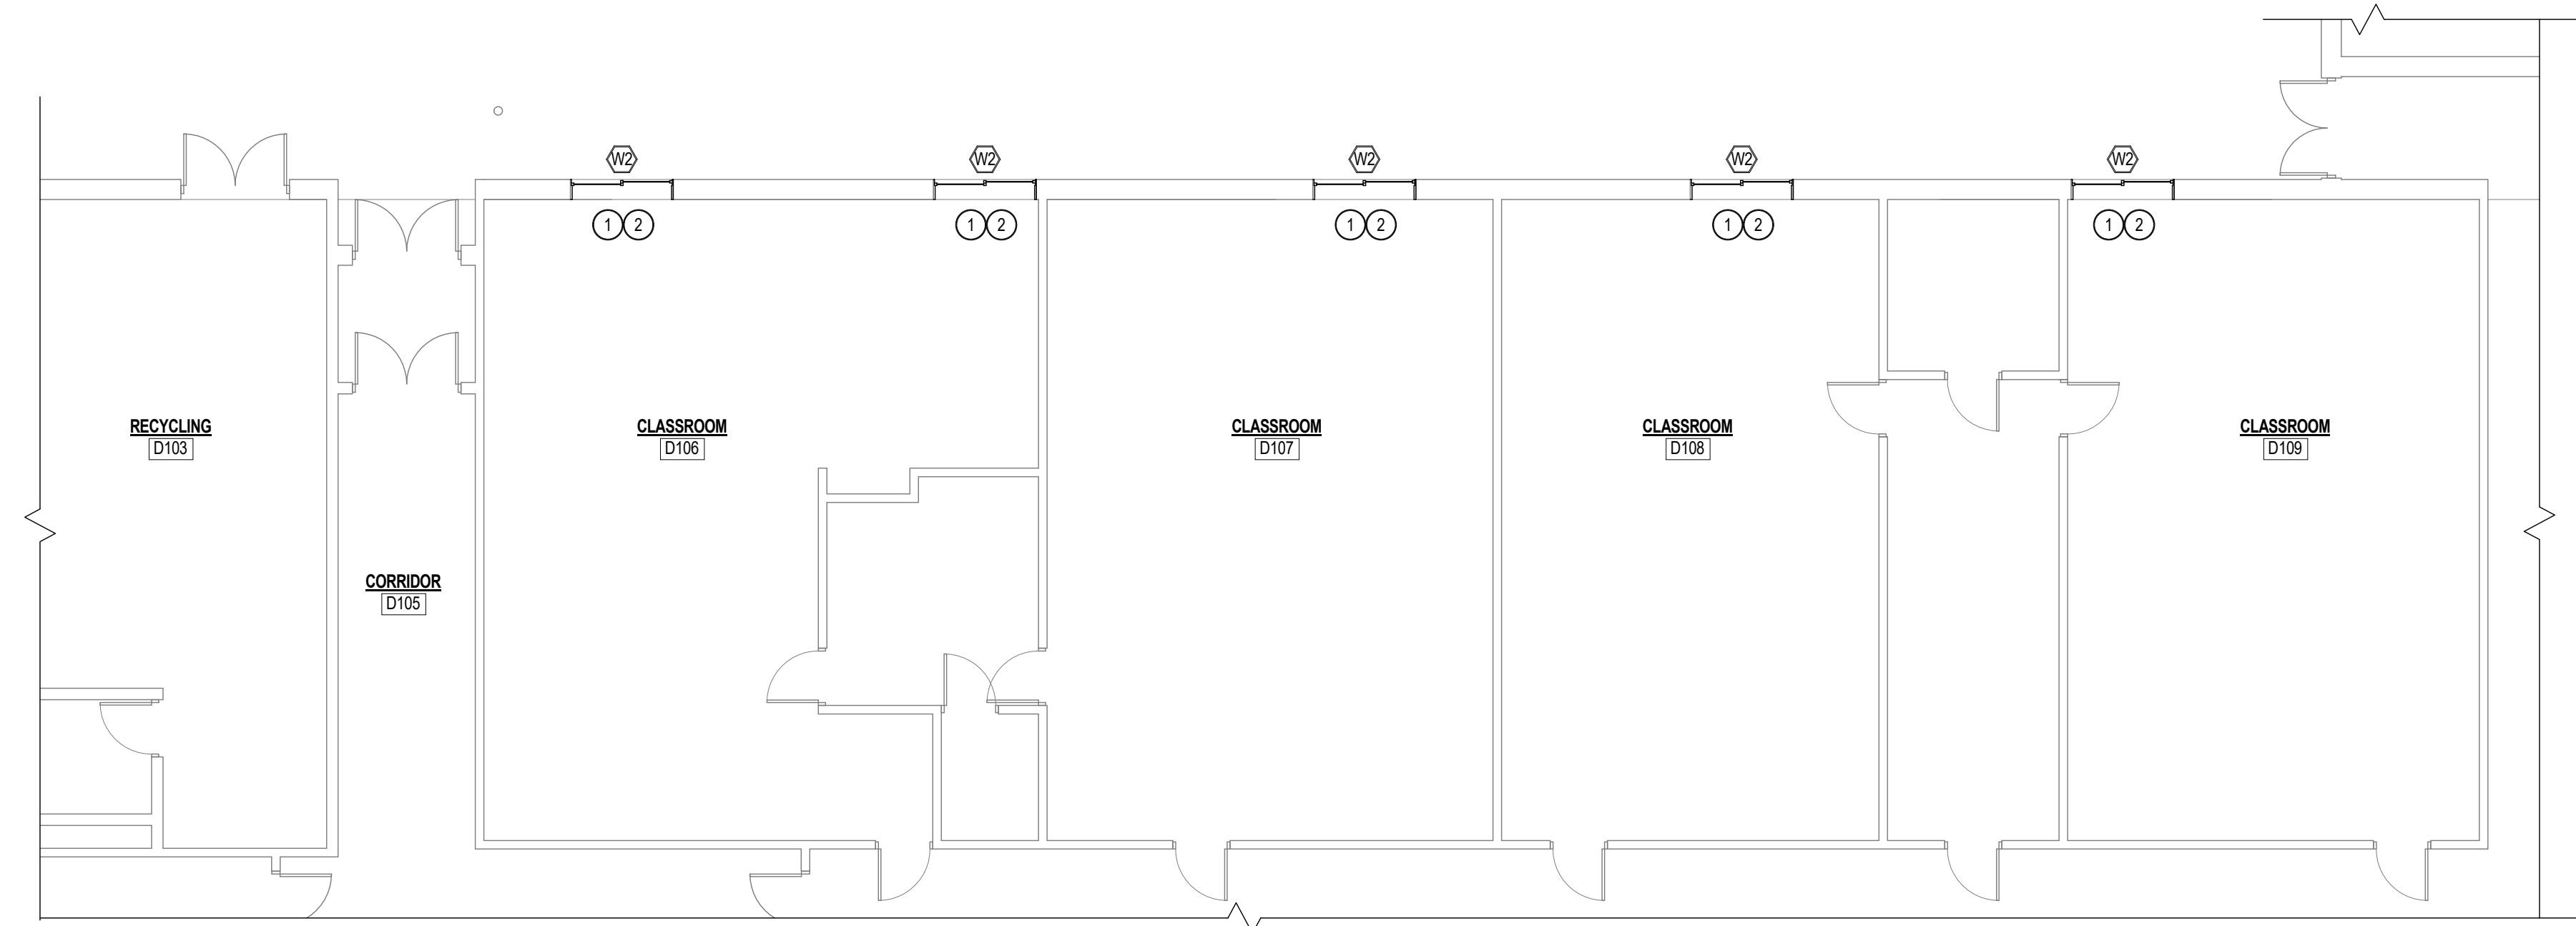 W2 W2 W2 W2 W2
1 2 1 2 1 2 1 2 1 2
RECYCLING CLASSROOM CLASSROOM CLASSROOM CLASSROOM
D103 D106 D107 D108 D109
CORRIDOR
D105